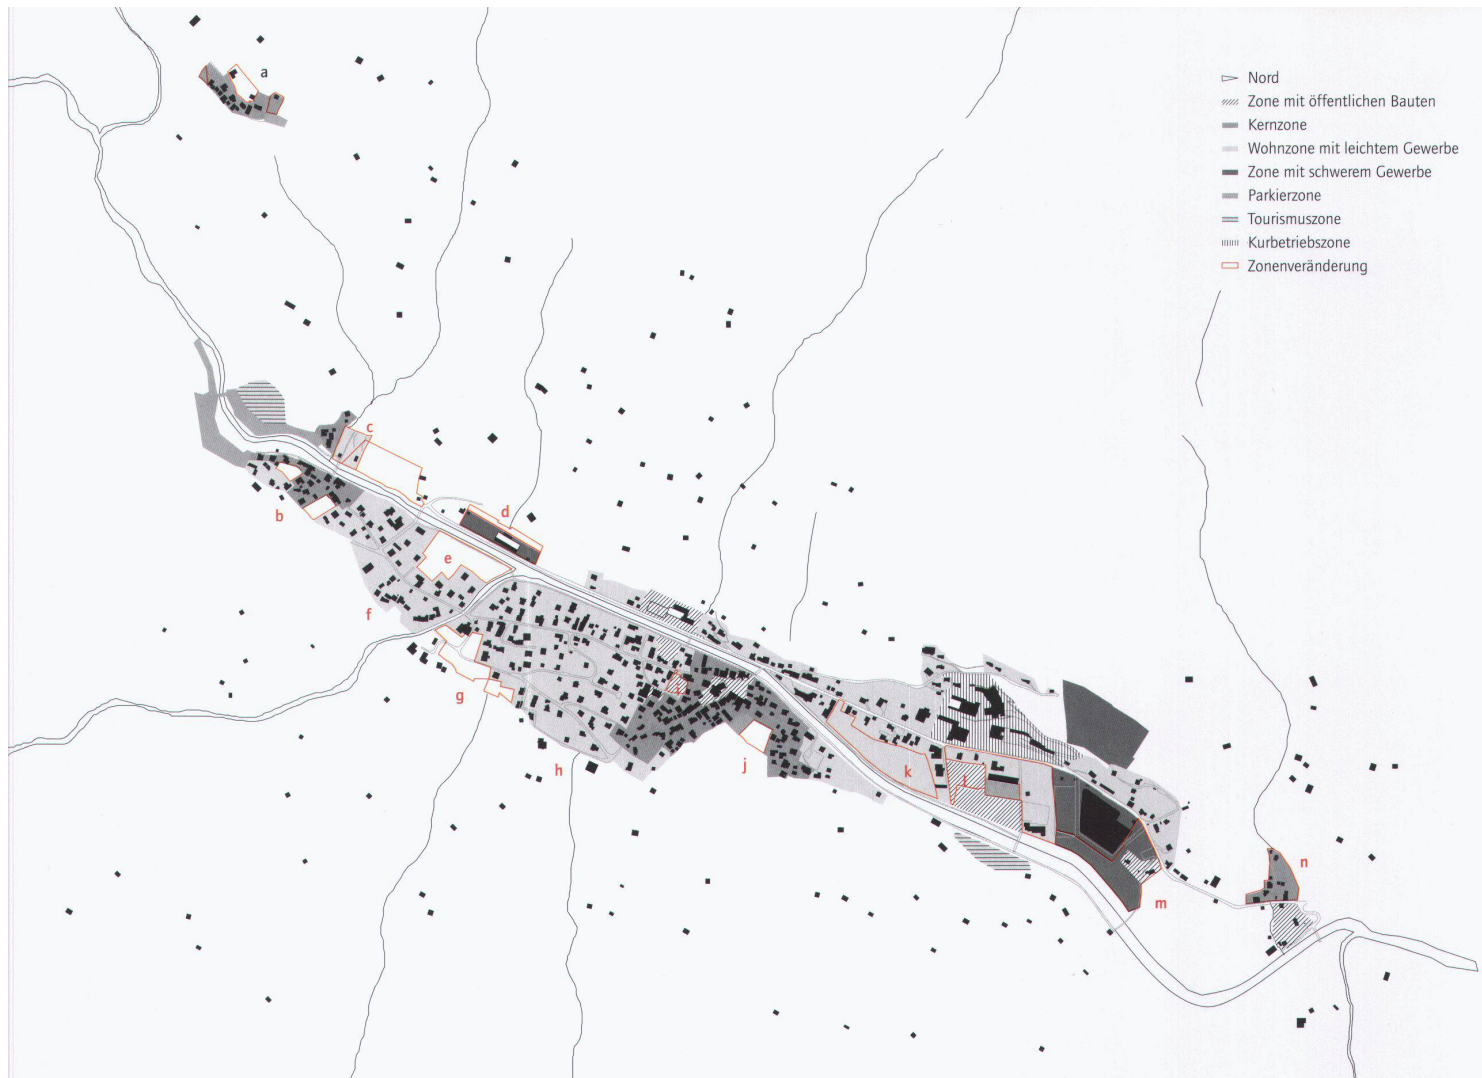 a
Nord
Zone mit öffentlichen Bauten
Kernzone
Wohnzone mit leichtem Gewerbe
Zone mit schwerem Gewerbe
Parkierzone
Tourismuszone
Kurbetriebszone
Zonenveränderung
c
b
d
e
f
g
h
i
j
k
l
m
n